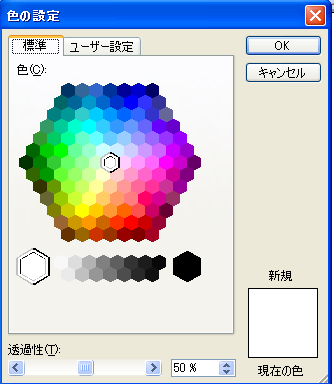 色の設定
標準
ユーザー設定
OK
キャンセル
色(C):
新規
透過性(T):
50 %
現在の色